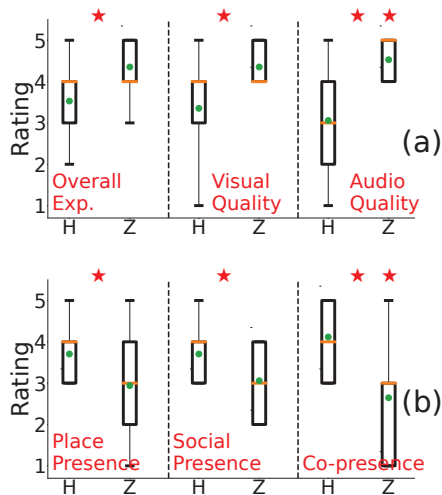 5
4
3
2
1
Rating
Overall
Exp.
Visual
Quality
Audio
Quality
(a)
H Z H Z H Z
5
4
3
2
1
Rating
Place
Presence
Social
Presence
Co-presence
(b)
H Z H Z H Z